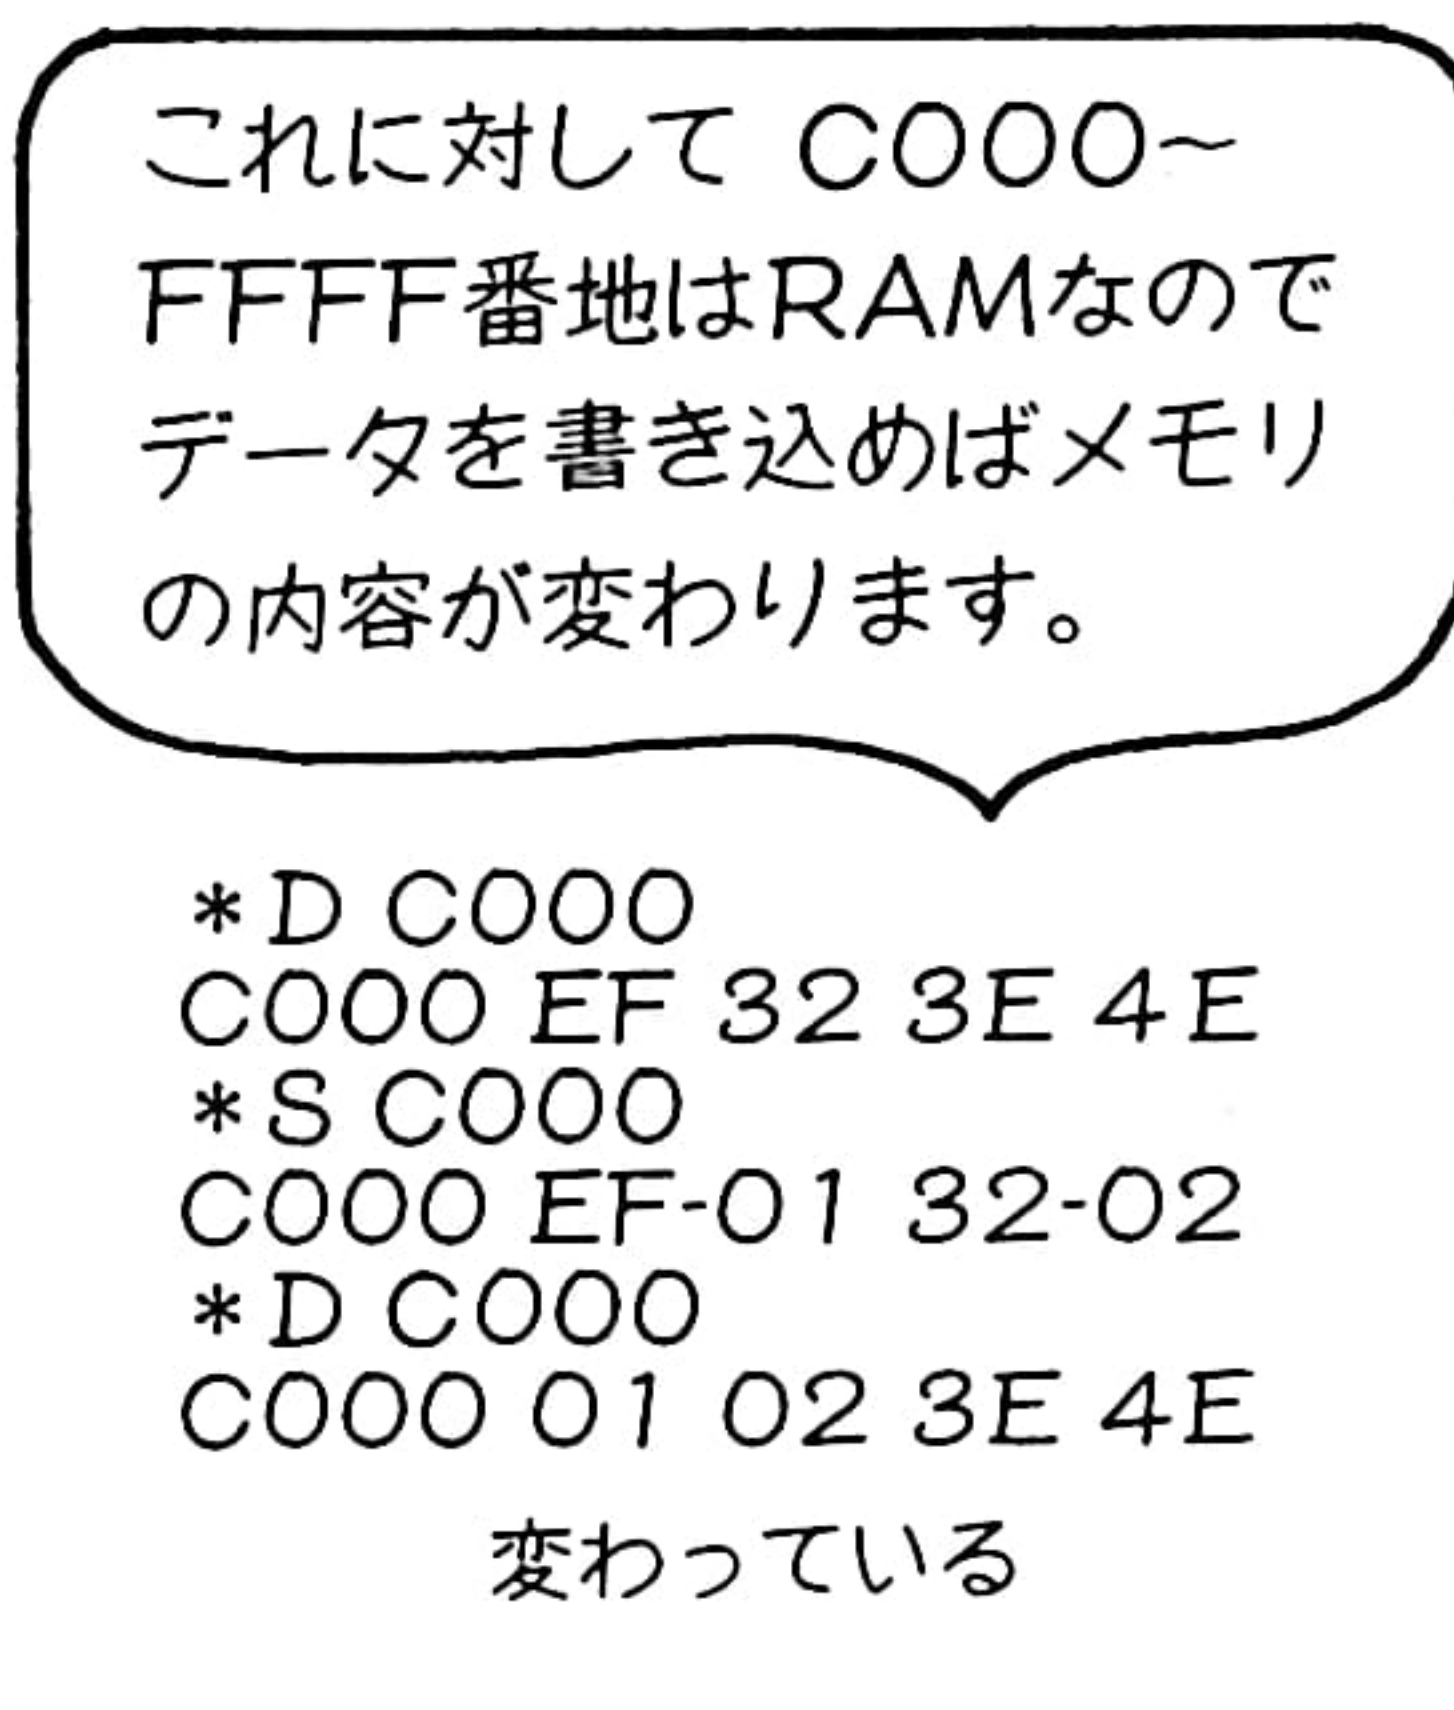 これに対して C000～
FFFF番地はRAMなので
データを書き込めばメモリ
の内容が変わります。
*D C000
C000 EF 32 3E 4E
*S C000
C000 EF-01 32-02
*D C000
C000 01 02 3E 4E
変わっている